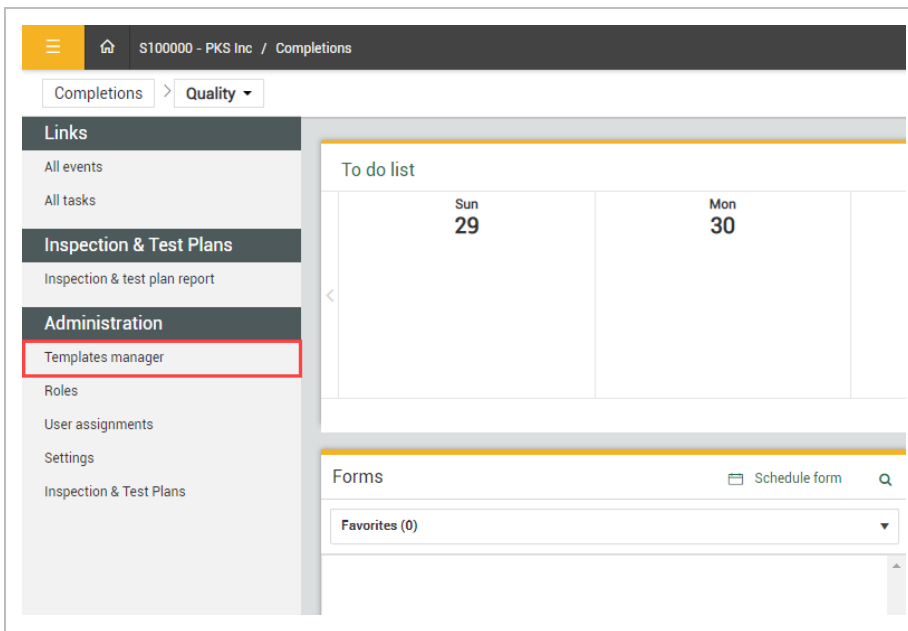 S100000 - PKS Inc / Completions
Completions > Quality
Links
All events
All tasks
Inspection & Test Plans
Inspection & test plan report
Administration
Templates manager
Roles
User assignments
Settings
Inspection & Test Plans
To do list
Sun
29
Mon
30
Forms
Schedule form
Favorites (0)